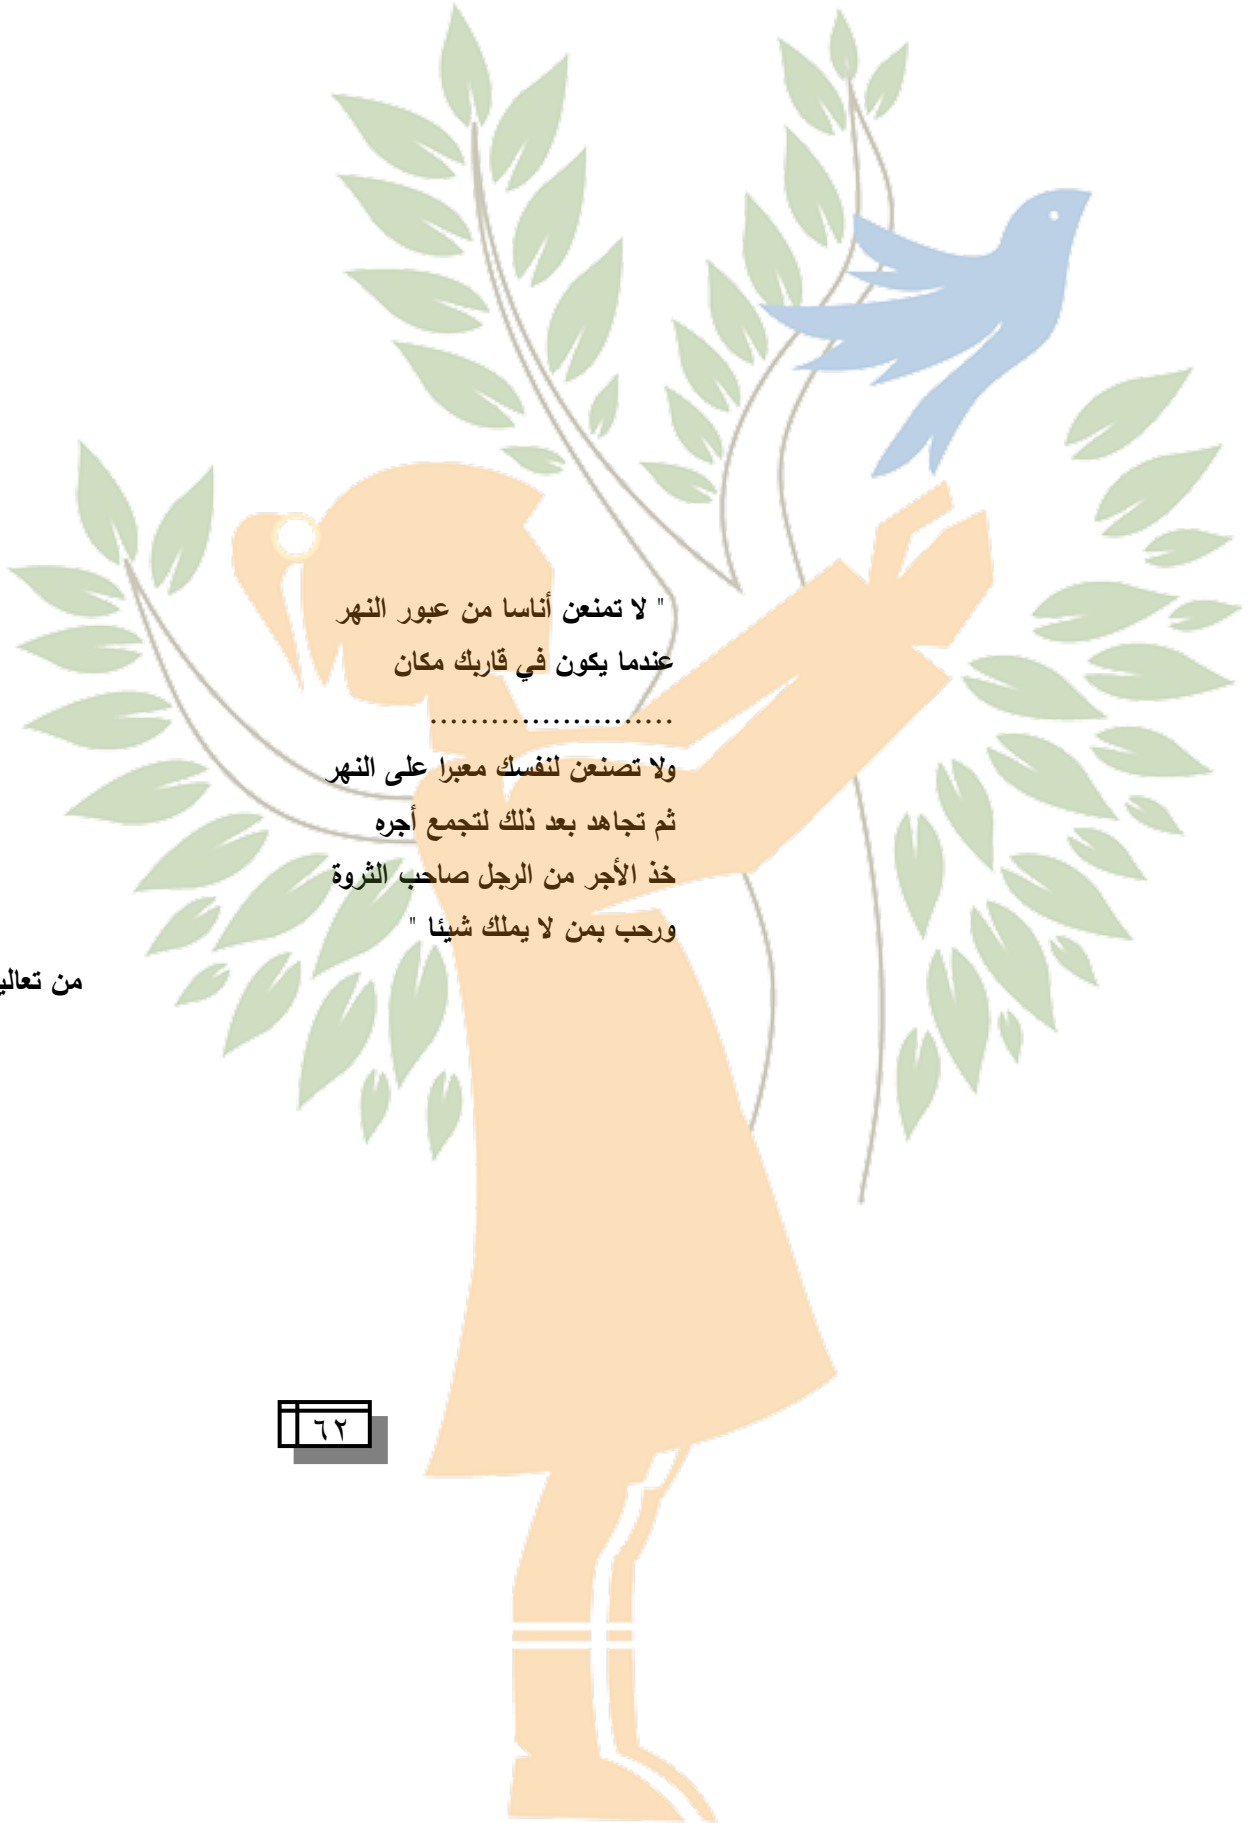 " لا تمنعن أناسا من عبور النهر
عندما يكون في قاربك مكان
........................
ولا تصنعن لنفسك معبرا على النهر
ثم تجاهد بعد ذلك لتجمع أجره
خذ الأجر من الرجل صاحب الثروة
ورحب بمن لا يملك شيئا "
من
٦٢